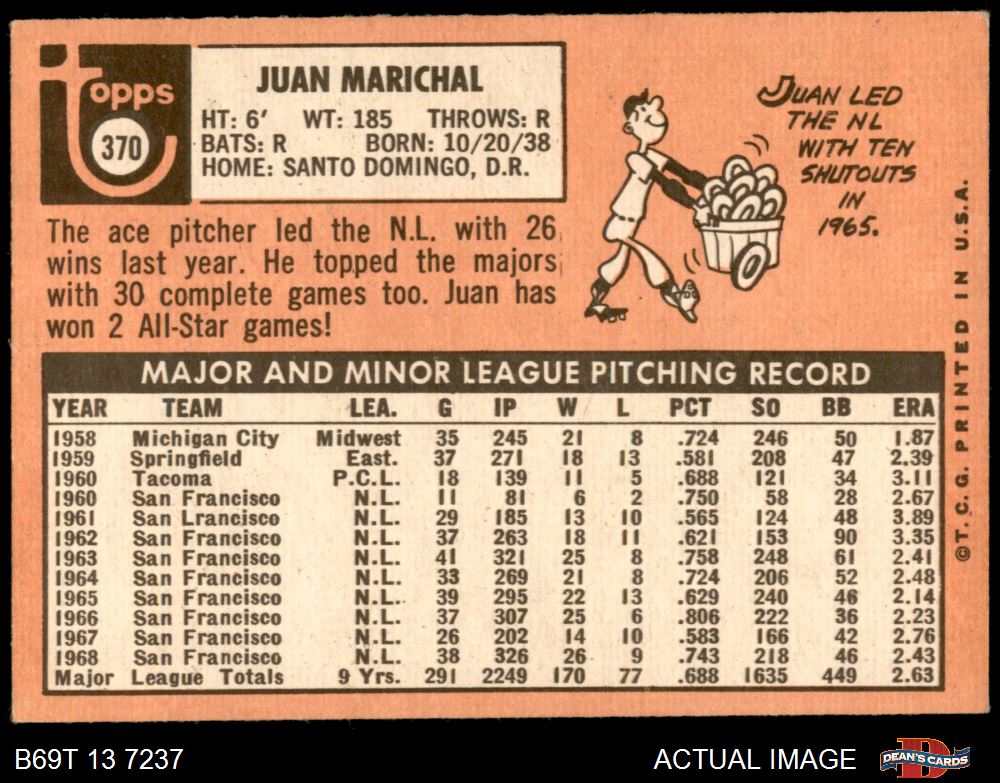 Topps
370
JUAN MARICHAL
HT: 6' WT: 185 THROWS: R
BATS: R BORN: 10/20/38
HOME: SANTO DOMINGO, D.R.
The ace pitcher led the N.L. with 26
wins last year. He topped the majors
with 30 complete games too. Juan has
won 2 All-Star games!
JUAN LED
THE NL
WITH TEN
SHUTOUTS
IN
1965.
MAJOR AND MINOR LEAGUE PITCHING RECORD
YEAR TEAM LEA. G IP W L PCT SO BB ERA
1958 Michigan City Midwest 35 245 21 8 .724 246 50 1.87
1959 Springfield East. 37 271 18 13 .581 208 47 2.39
1960 Tacoma P.C.L. 18 139 11 5 .688 121 34 3.11
1960 San Francisco N.L. 11 81 6 2 .750 58 28 2.67
1961 San Lrancisco N.L. 29 185 13 10 .565 124 48 3.89
1962 San Francisco N.L. 37 263 18 11 .621 153 90 3.35
1963 San Francisco N.L. 41 321 25 8 .758 248 61 2.41
1964 San Francisco N.L. 33 269 21 8 .724 206 52 2.48
1965 San Francisco N.L. 39 295 22 13 .629 240 46 2.14
1966 San Francisco N.L. 37 307 25 6 .806 222 36 2.23
1967 San Francisco N.L. 26 202 14 10 .583 166 42 2.76
1968 San Francisco N.L. 38 326 26 9 .743 218 46 2.43
Major League Totals 9 Yrs. 291 2249 170 77 .688 1635 449 2.63
©T.C.G. PRINTED IN U.S.A.
B69T 13 7237
ACTUAL IMAGE
D
DEAN'S CARDS